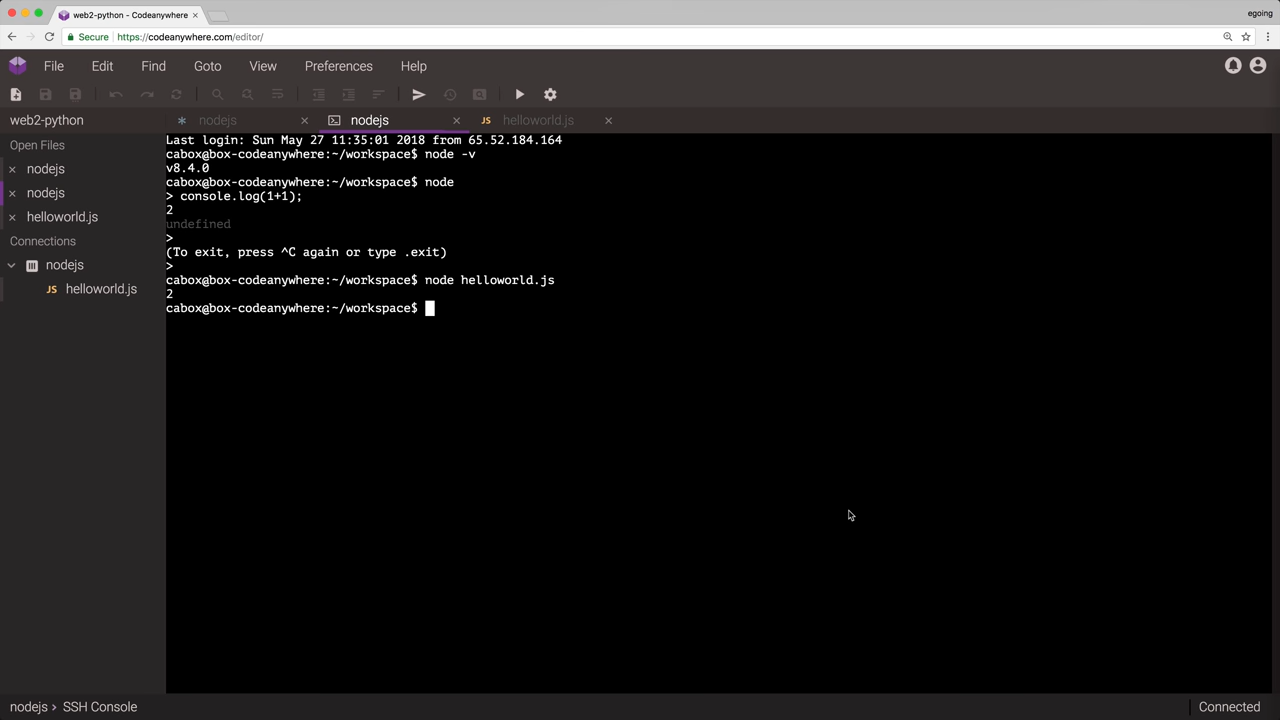 web2-python - Codeanywhere
egoing
Secure https://codeanywhere.com/editor/
File Edit Find Goto View Preferences Help
web2-python
nodejs
nodejs
JS helloworld.js
Open Files
nodejs
nodejs
helloworld.js
Connections
nodejs
JS helloworld.js
Last login: Sun May 27 11:35:01 2018 from 65.52.184.164
cabox@box-codeanywhere:~/workspace$ node -v
v8.4.0
cabox@box-codeanywhere:~/workspace$ node
> console.log(1+1);
2
undefined
>
(To exit, press ^C again or type .exit)
>
cabox@box-codeanywhere:~/workspace$ node helloworld.js
2
cabox@box-codeanywhere:~/workspace$
nodejs > SSH Console
Connected